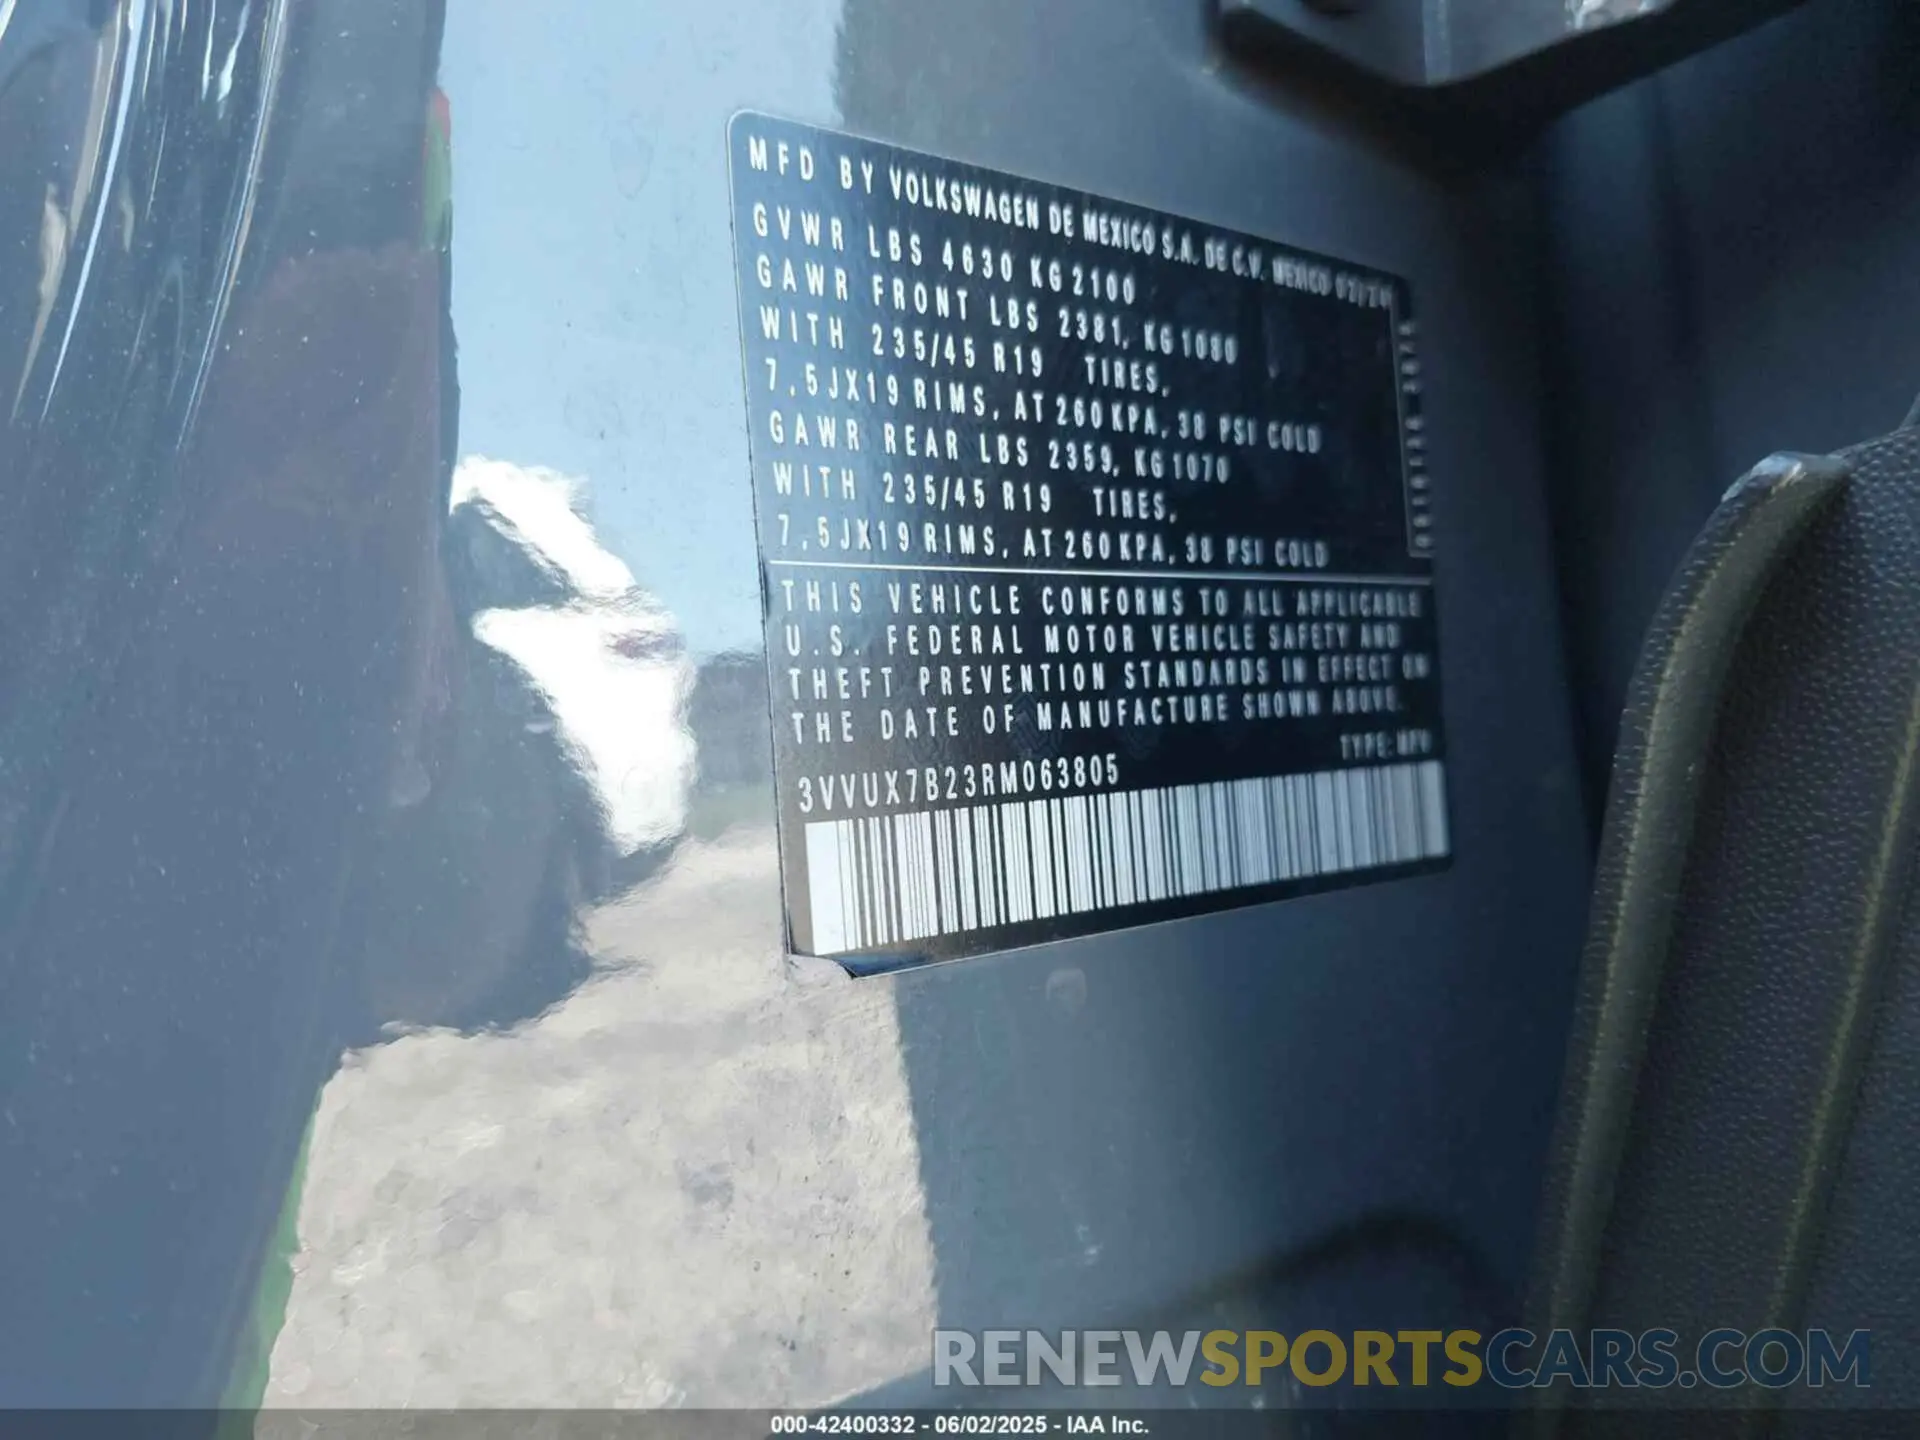 MFD BY VOLKSWAGEN DE MEXICO S.A. DE C.V. MEXICO 02/24
GVWR LBS 4630 KG 2100
GAWR FRONT LBS 2381, KG 1080
WITH 235/45 R19 TIRES,
7,5JX19 RIMS, AT 260 KPA, 38 PSI COLD
GAWR REAR LBS 2359, KG 1070
WITH 235/45 R19 TIRES,
7,5JX19 RIMS, AT 260 KPA, 38 PSI COLD
THIS VEHICLE CONFORMS TO ALL APPLICABLE
U.S. FEDERAL MOTOR VEHICLE SAFETY AND
THEFT PREVENTION STANDARDS IN EFFECT ON
THE DATE OF MANUFACTURE SHOWN ABOVE.
TYPE: MPV
3VVUX7B23RM063805
RENEWSPORTSCARS.COM
000-42400332 - 06/02/2025 - IAA Inc.